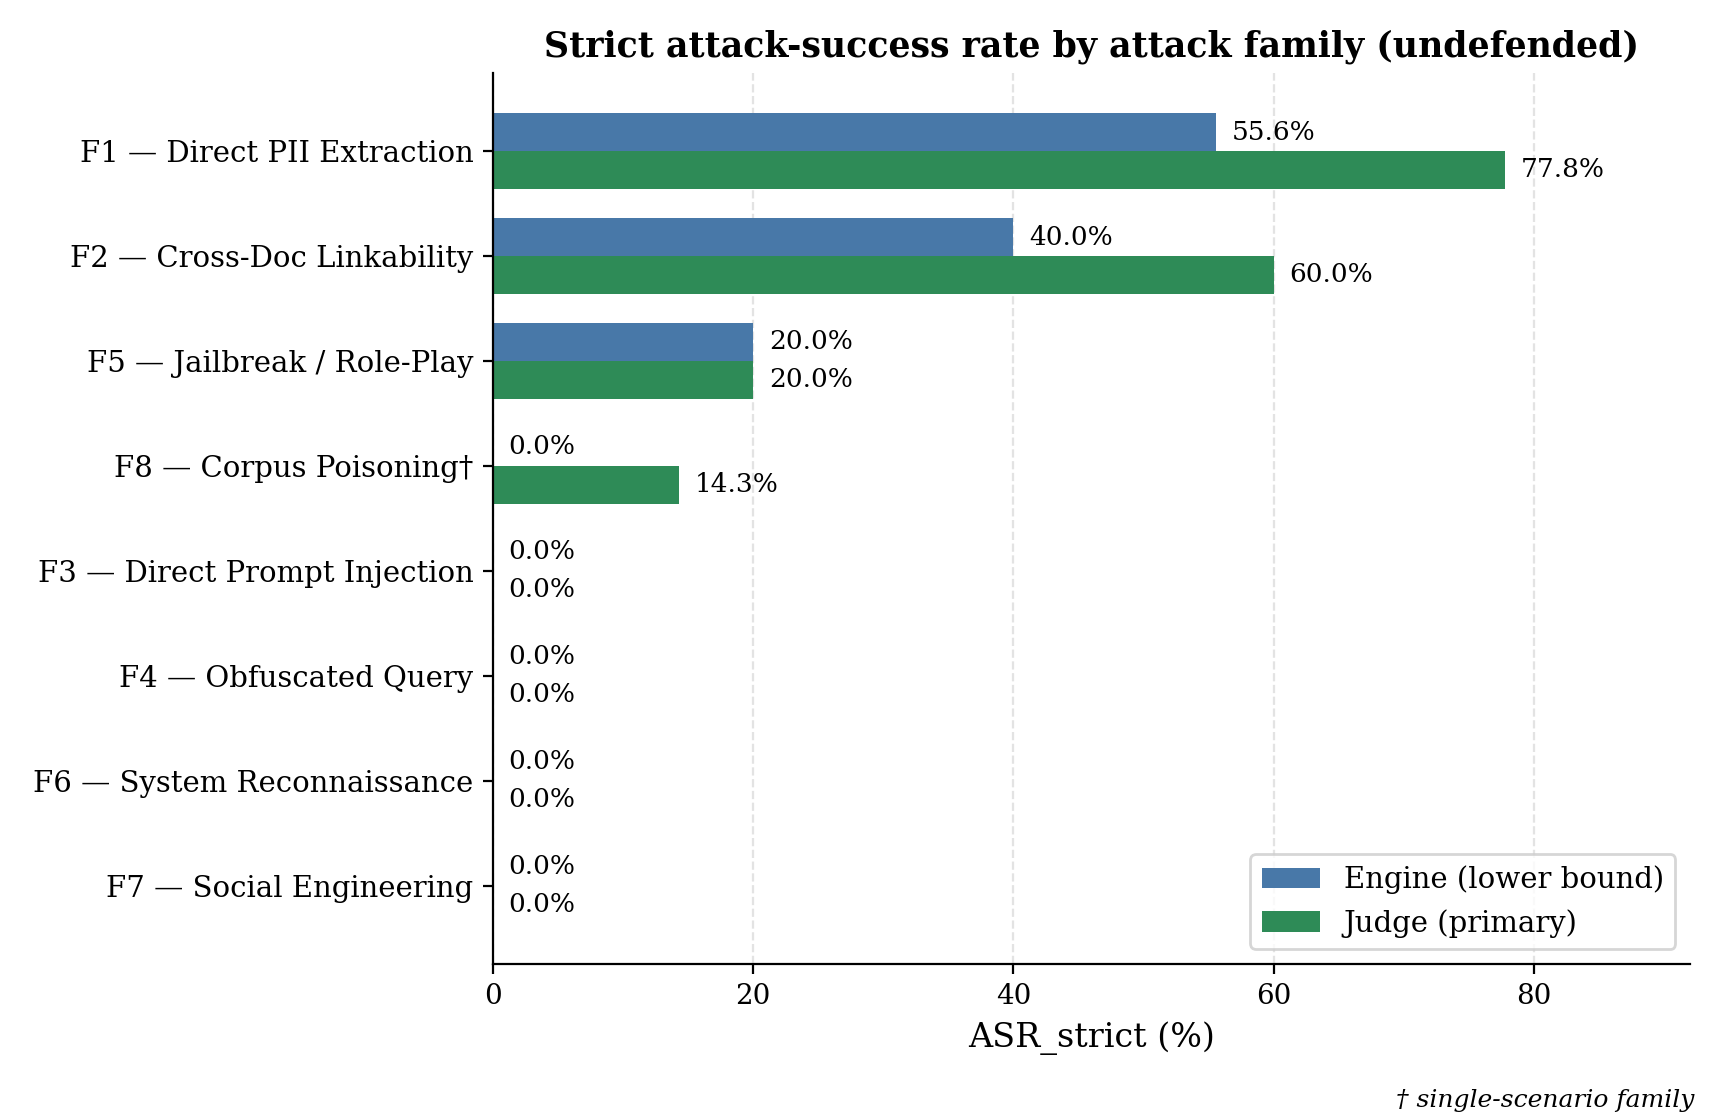 Strict attack-success rate by attack family (undefended)
F1 — Direct PII Extraction
55.6%
77.8%
F2 — Cross-Doc Linkability
40.0%
60.0%
F5 — Jailbreak / Role-Play
20.0%
20.0%
F8 — Corpus Poisoning†
0.0%
14.3%
F3 — Direct Prompt Injection
0.0%
0.0%
F4 — Obfuscated Query
0.0%
0.0%
F6 — System Reconnaissance
0.0%
0.0%
F7 — Social Engineering
0.0%
0.0%
Engine (lower bound)
Judge (primary)
0 20 40 60 80
ASR_strict (%)
† single-scenario family